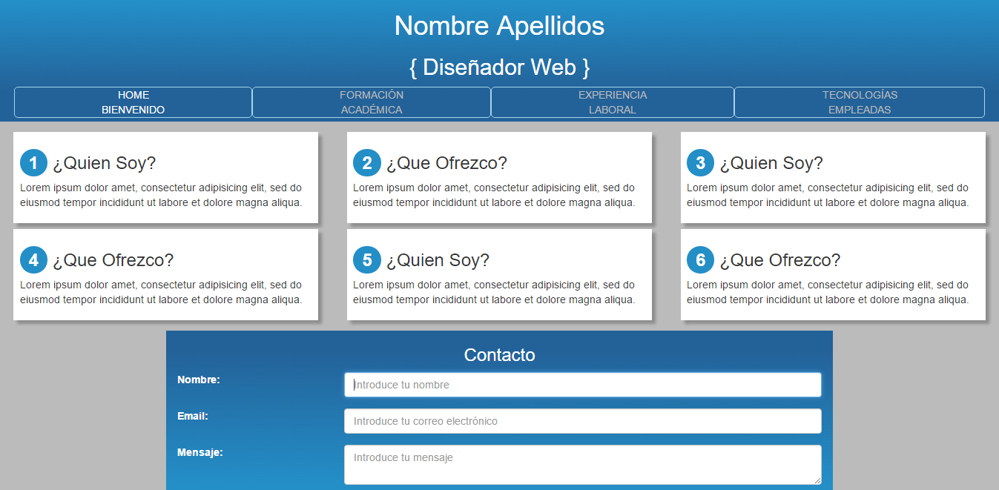 Nombre Apellidos
{ Diseñador Web }
HOME
BIENVENIDO
FORMACIÓN
ACADÉMICA
EXPERIENCIA
LABORAL
TECNOLOGÍAS
EMPLEADAS
1 ¿Quien Soy?
Lorem ipsum dolor amet, consectetur adipisicing elit, sed do
eiusmod tempor incididunt ut labore et dolore magna aliqua.
2 ¿Que Ofrezco?
Lorem ipsum dolor amet, consectetur adipisicing elit, sed do
eiusmod tempor incididunt ut labore et dolore magna aliqua.
3 ¿Quien Soy?
Lorem ipsum dolor amet, consectetur adipisicing elit, sed do
eiusmod tempor incididunt ut labore et dolore magna aliqua.
4 ¿Que Ofrezco?
Lorem ipsum dolor amet, consectetur adipisicing elit, sed do
eiusmod tempor incididunt ut labore et dolore magna aliqua.
5 ¿Quien Soy?
Lorem ipsum dolor amet, consectetur adipisicing elit, sed do
eiusmod tempor incididunt ut labore et dolore magna aliqua.
6 ¿Que Ofrezco?
Lorem ipsum dolor amet, consectetur adipisicing elit, sed do
eiusmod tempor incididunt ut labore et dolore magna aliqua.
Contacto
Nombre: Introduce tu nombre
Email: Introduce tu correo electrónico
Mensaje: Introduce tu mensaje